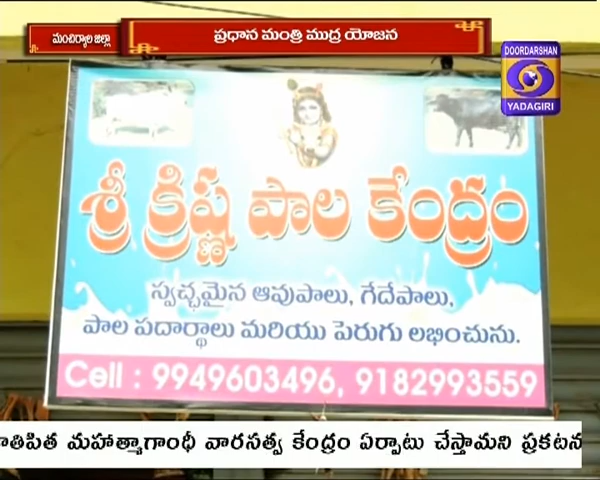 మంచిర్యాల జిల్లా
ప్రధాన మంత్రి ముద్ర యోజన
DOORDARSHAN
YADAGIRI
శ్రీ క్రిష్ణ పాల కేంద్రం
స్వచ్ఛమైన ఆవుపాలు, గేదేపాలు,
పాల పదార్థాలు మరియు పెరుగు లభించును.
Cell : 9949603496, 9182993559
మహాత్మాగాంధీ వారసత్వ కేంద్రం ఏర్పాటు చేస్తామని ప్రకటన